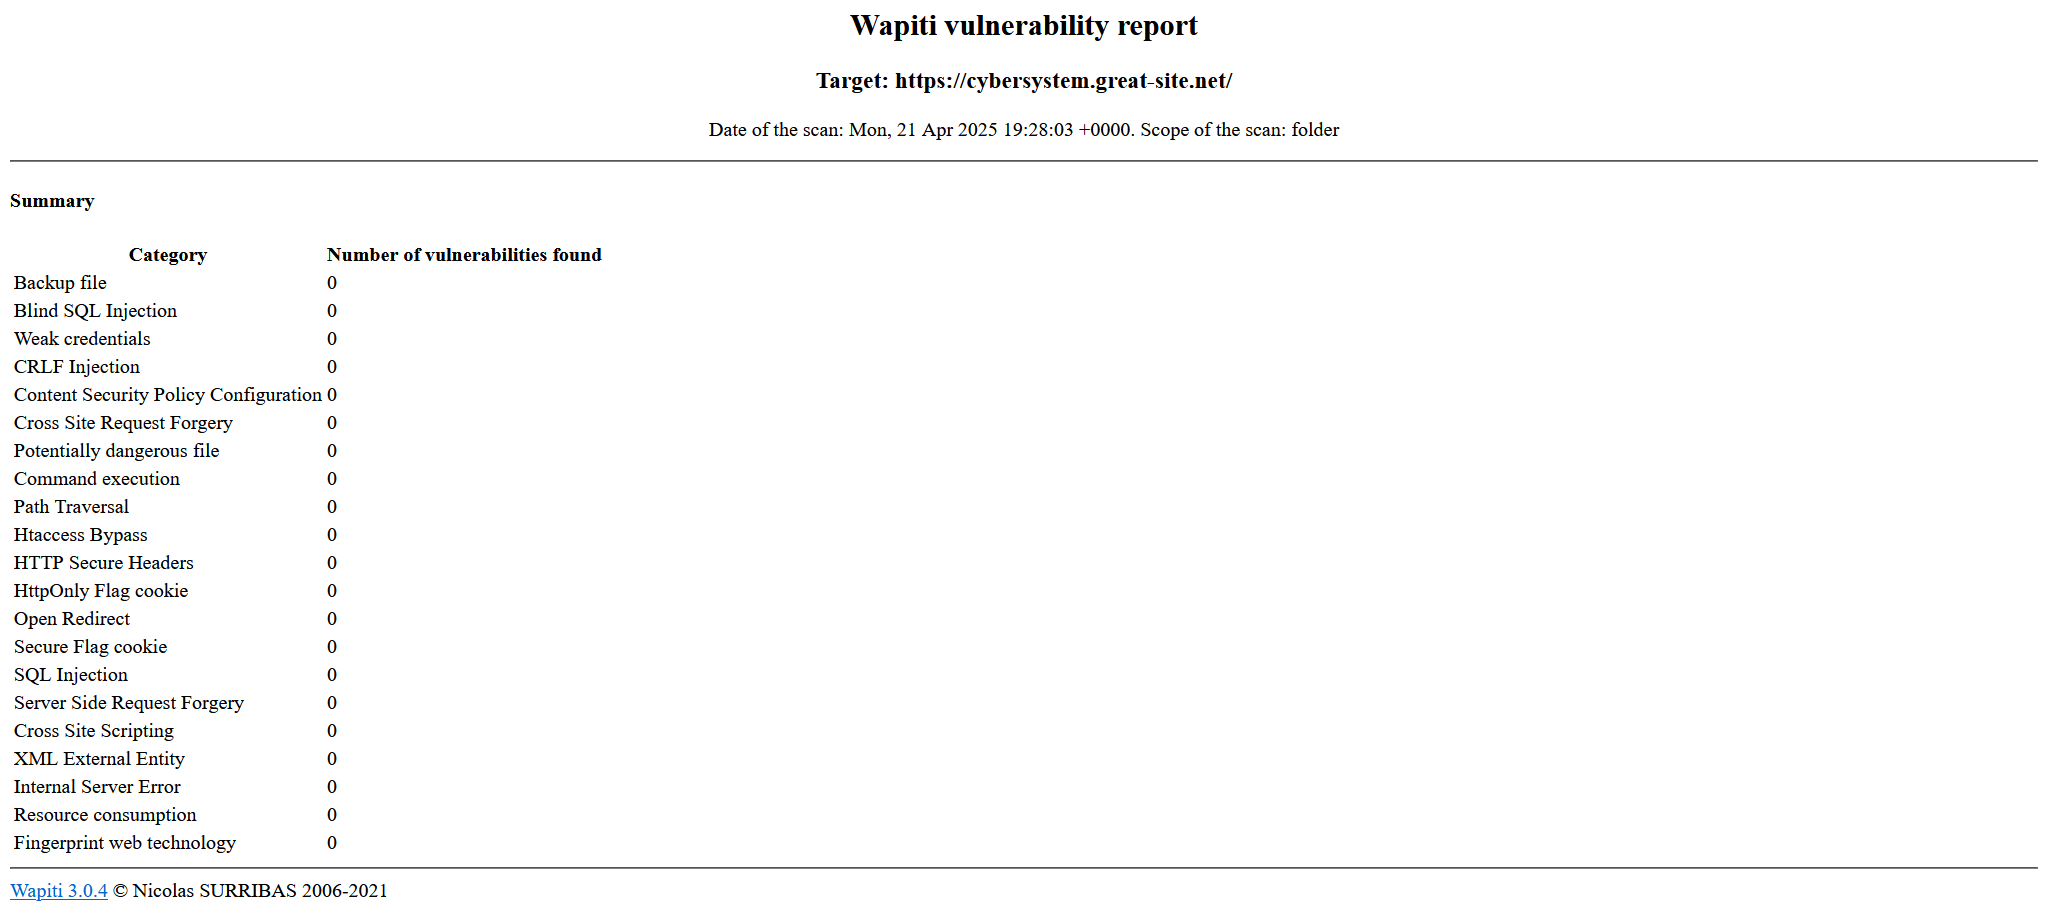 Wapiti vulnerability report
Target: https://cybersystem.great-site.net/
Date of the scan: Mon, 21 Apr 2025 19:28:03 +0000. Scope of the scan: folder
Summary
Category Number of vulnerabilities found
Backup file 0
Blind SQL Injection 0
Weak credentials 0
CRLF Injection 0
Content Security Policy Configuration 0
Cross Site Request Forgery 0
Potentially dangerous file 0
Command execution 0
Path Traversal 0
Htaccess Bypass 0
HTTP Secure Headers 0
HttpOnly Flag cookie 0
Open Redirect 0
Secure Flag cookie 0
SQL Injection 0
Server Side Request Forgery 0
Cross Site Scripting 0
XML External Entity 0
Internal Server Error 0
Resource consumption 0
Fingerprint web technology 0
Wapiti 3.0.4 © Nicolas SURRIBAS 2006-2021